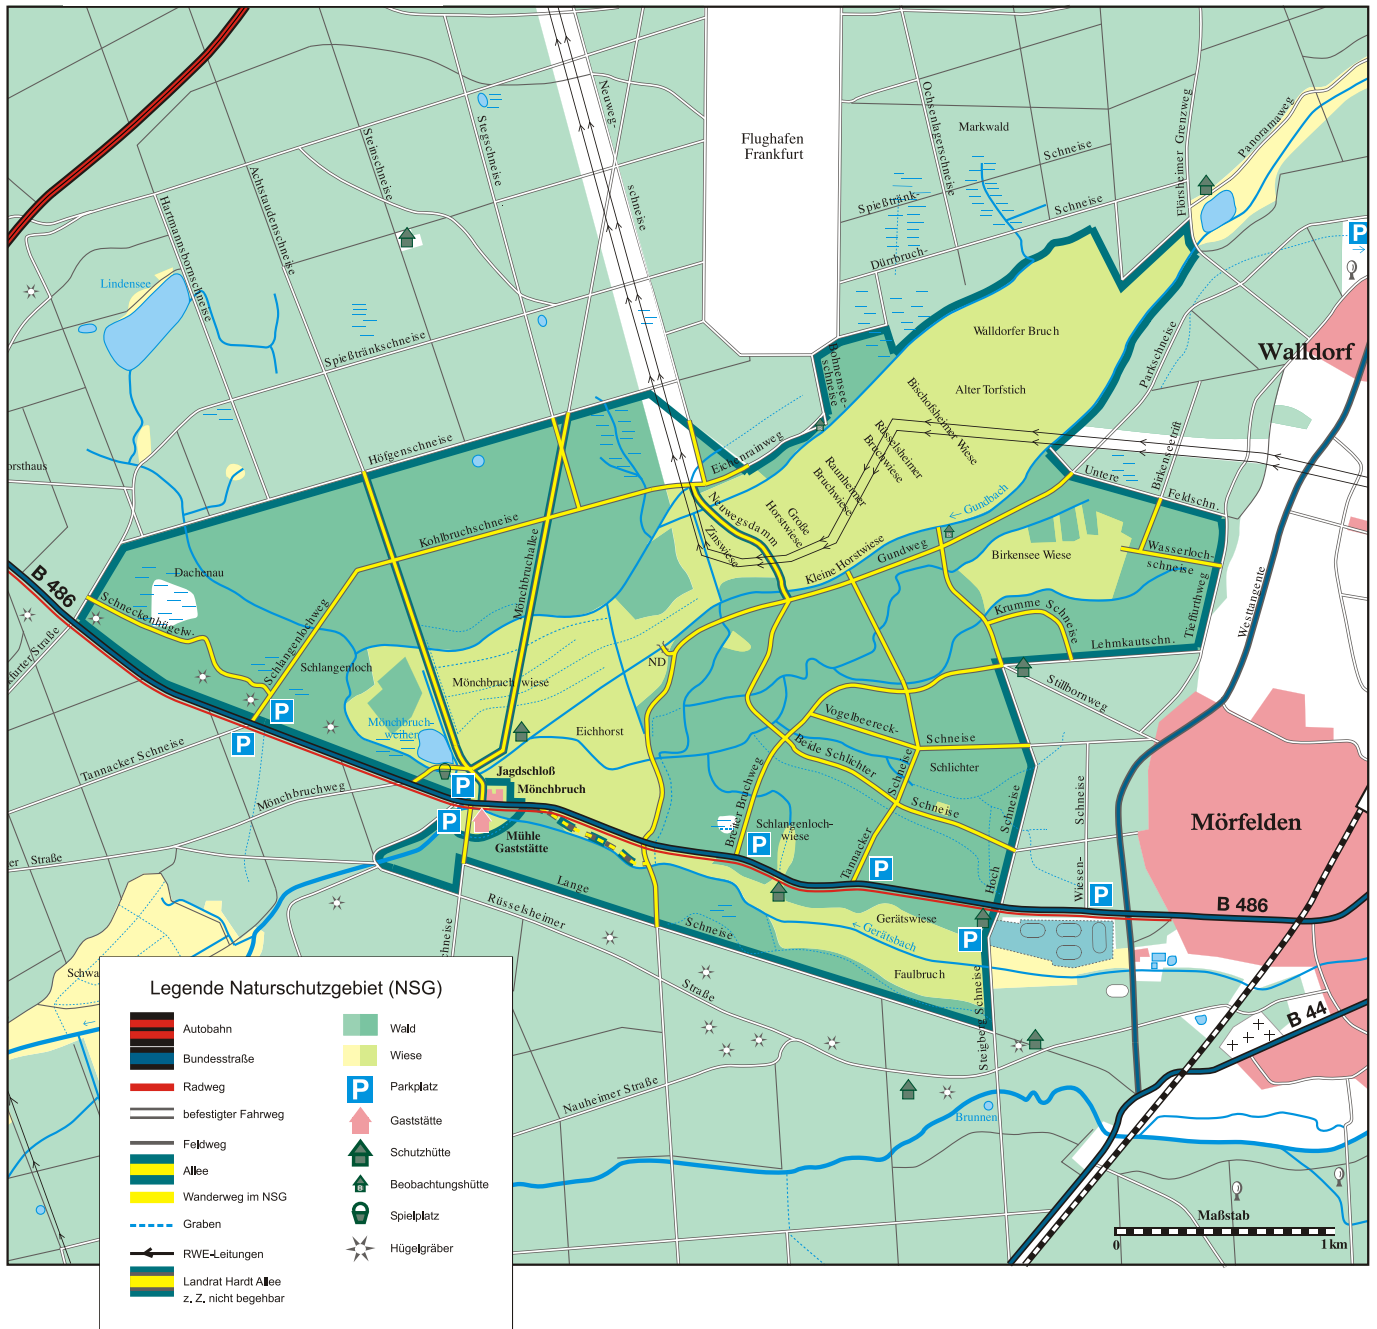 Neuweg-
schneise
Stegschneise
Steinschneise
Achtstaudenschneise
Hartmannsbornschneise
Lindensee
Spießtränkschneise
Flughafen
Frankfurt
Ochsenlagerschneise
Markwald
Schneise
Spießtränk-
Schneise
Dürrbruch-
Flörsheimer Grenzweg
Panoramaweg
P
Walldorf
Parkschneise
Walldorfer Bruch
Alter Torfstich
Bohnensee-
schneise
Bischofsheimer Wiese
Rüsselsheimer
Bruchwiese
Raunheimer
Bruchwiese
Große
Horstwiese
Eichenrainweg
Neuwegsdamm
Zinswiese
Kleine Horstwiese
Gundweg
← Gundbach
Birkensee Wiese
Untere
Feldschn.
Birkenseetrift
Wasserloch-
schneise
Tieffurthweg
Westtangente
Krumme Schneise
Lehmkautschn.
Stillbornweg
orsthaus
Höfgenschneise
Kohlbruchschneise
Mönchbruchallee
Dachenau
B 486
Schneckenhügelw.
Schlangenlochweg
Schlangenloch
Mönchbruchwiese
Mönchbruch-
weiher
Eichhorst
ND
P
P
Tannacker Schneise
Mönchbruchweg
Jagdschloß
Mönchbruch
P
P
Mühle
Gaststätte
Vogelbeereck-
Schneise
Beide Schlichter
Schneise
Schlichter
Schneise
Tannacker
Breiter Bruchweg
Schlangenloch-
wiese
P
P
Hoch
Schneise
Wiesen-
Schneise
P
Mörfelden
B 486
er Straße
Lange
Schneise
Rüsselsheimer
Straße
Gerätswiese
← Gerätsbach
Faulbruch
P
Steigberg Schneise
Nauheimer Straße
Brunnen
B 44
Schwa
chneise
Legende Naturschutzgebiet (NSG)
Autobahn
Bundesstraße
Radweg
befestigter Fahrweg
Feldweg
Allee
Wanderweg im NSG
Graben
RWE-Leitungen
Landrat Hardt Allee
z. Z. nicht begehbar
Wald
Wiese
P
Parkplatz
Gaststätte
Schutzhütte
Beobachtungshütte
Spielplatz
Hügelgräber
Maßstab
0
1 km